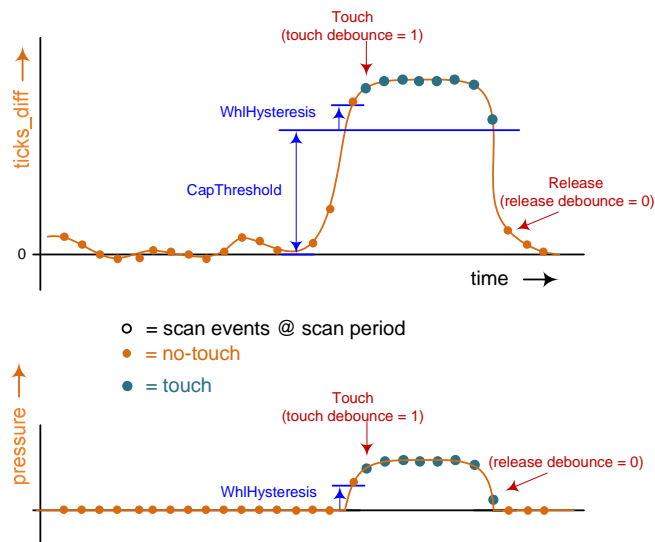 Touch
(touch debounce = 1)
ticks_diff
WhlHysteresis
CapThreshold
Release
(release debounce = 0)
0
time
= scan events @ scan period
= no-touch
= touch
Touch
(touch debounce = 1)
pressure
(release debounce = 0)
WhlHysteresis